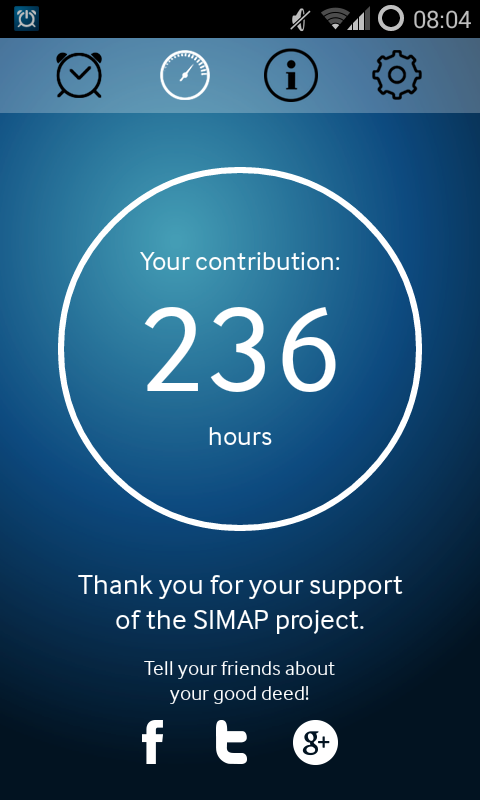 08:04
Your contribution:
236
hours
Thank you for your support
of the SIMAP project.
Tell your friends about
your good deed!
g+